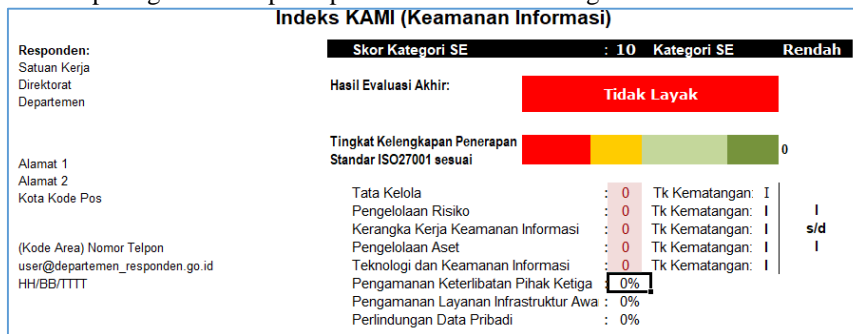 Indeks KAMI (Keamanan Informasi)
Responden:
Satuan Kerja
Direktorat
Departemen
Alamat 1
Alamat 2
Kota Kode Pos
(Kode Area) Nomor Telpon
user@departemen_responden.go.id
HH/BB/TTTT
Skor Kategori SE : 10 Kategori SE Rendah
Hasil Evaluasi Akhir: Tidak Layak
Tingkat Kelengkapan Penerapan
Standar ISO27001 sesuai 0
Tata Kelola : 0 Tk Kematangan: I
Pengelolaan Risiko : 0 Tk Kematangan: I I
Kerangka Kerja Keamanan Informasi : 0 Tk Kematangan: I s/d
Pengelolaan Aset : 0 Tk Kematangan: I I
Teknologi dan Keamanan Informasi : 0 Tk Kematangan: I
Pengamanan Keterlibatan Pihak Ketiga : 0%
Pengamanan Layanan Infrastruktur Awa : 0%
Perlindungan Data Pribadi : 0%